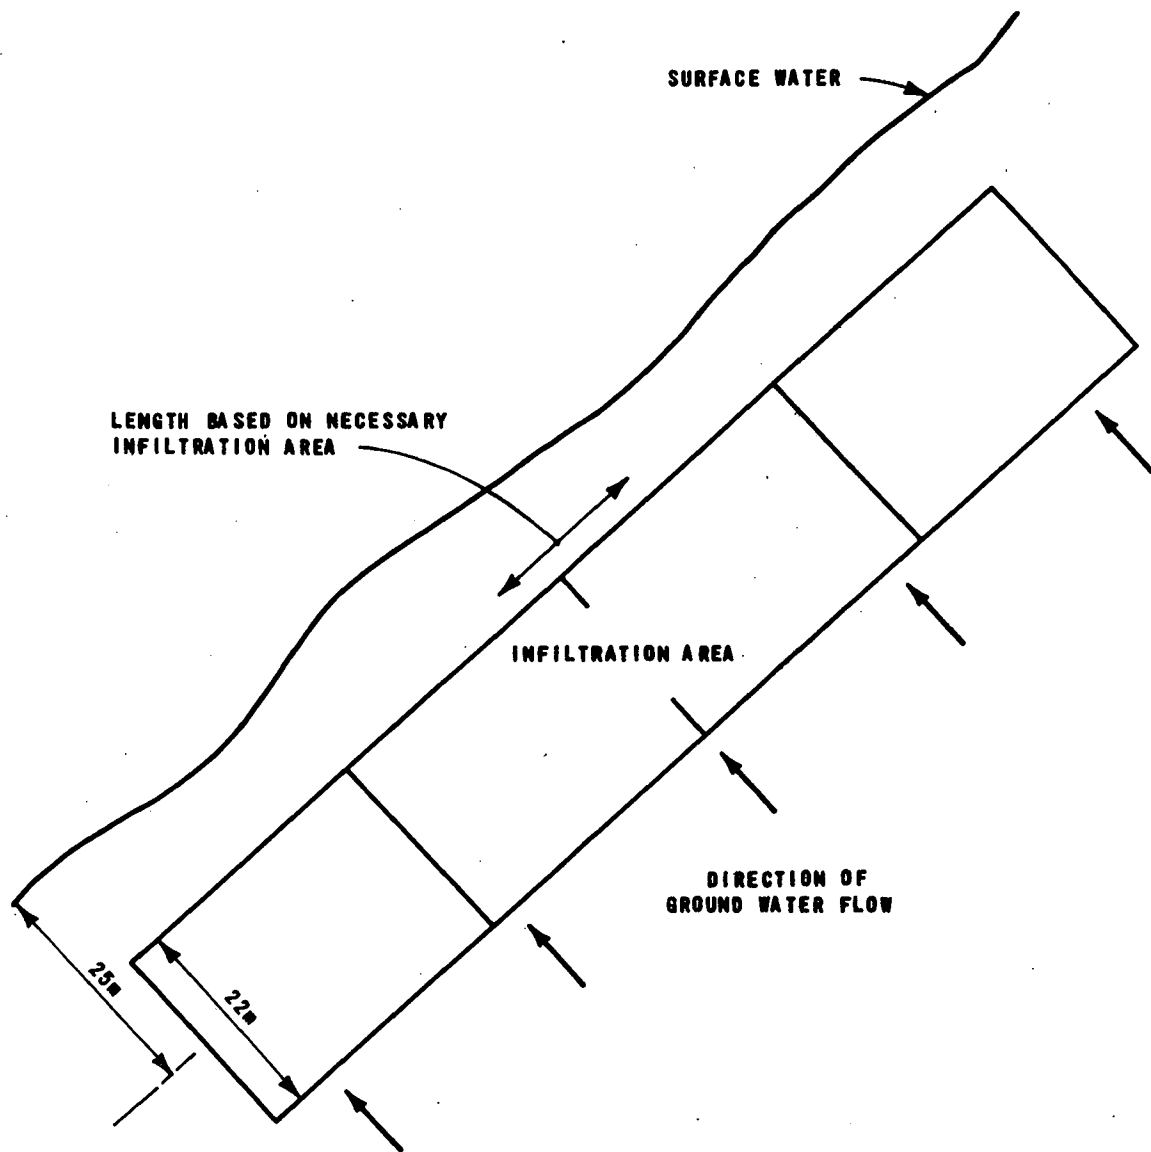 SURFACE WATER
LENGTH BASED ON NECESSARY
INFILTRATION AREA
INFILTRATION AREA
DIRECTION OF
GROUND WATER FLOW
25m
22m